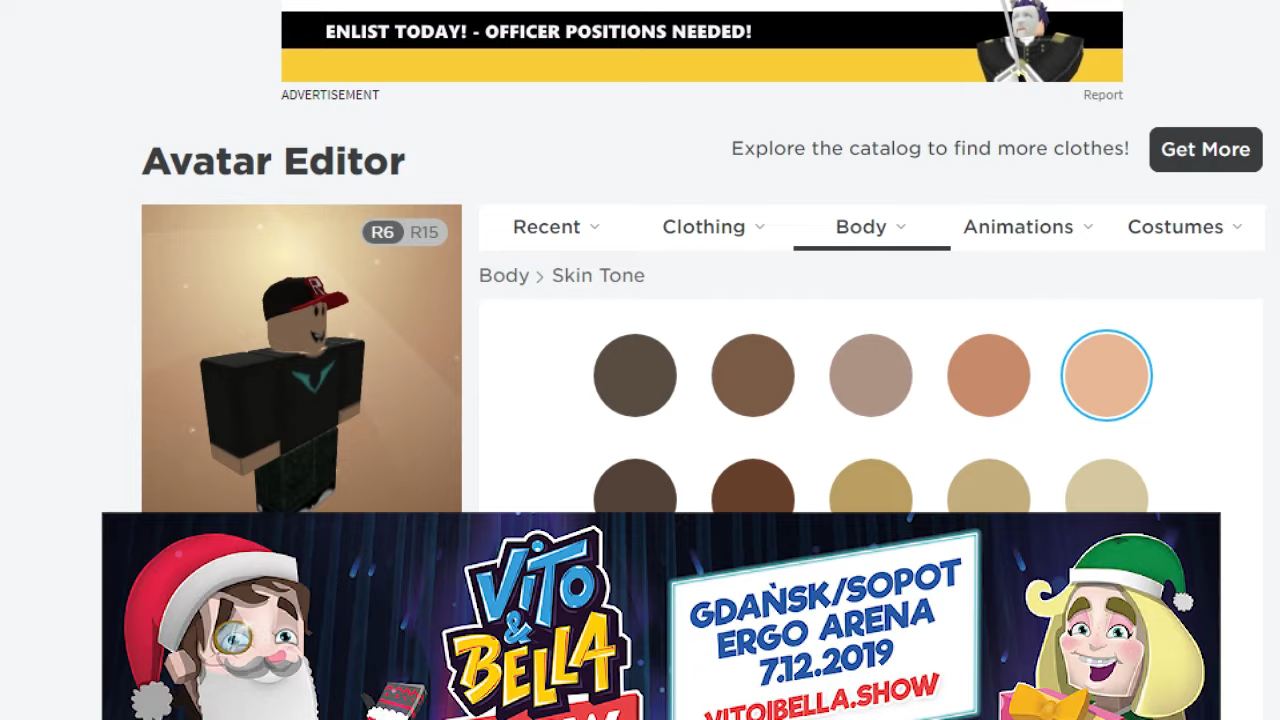 ENLIST TODAY! - OFFICER POSITIONS NEEDED!
ADVERTISEMENT
Report
Avatar Editor
Explore the catalog to find more clothes!
Get More
R6 R15
Recent
Clothing
Body
Animations
Costumes
Body > Skin Tone
R
VITO
&
BELLA
GDAŃSK/SOPOT
ERGO ARENA
7.12.2019
VITOIBELLA.SHOW